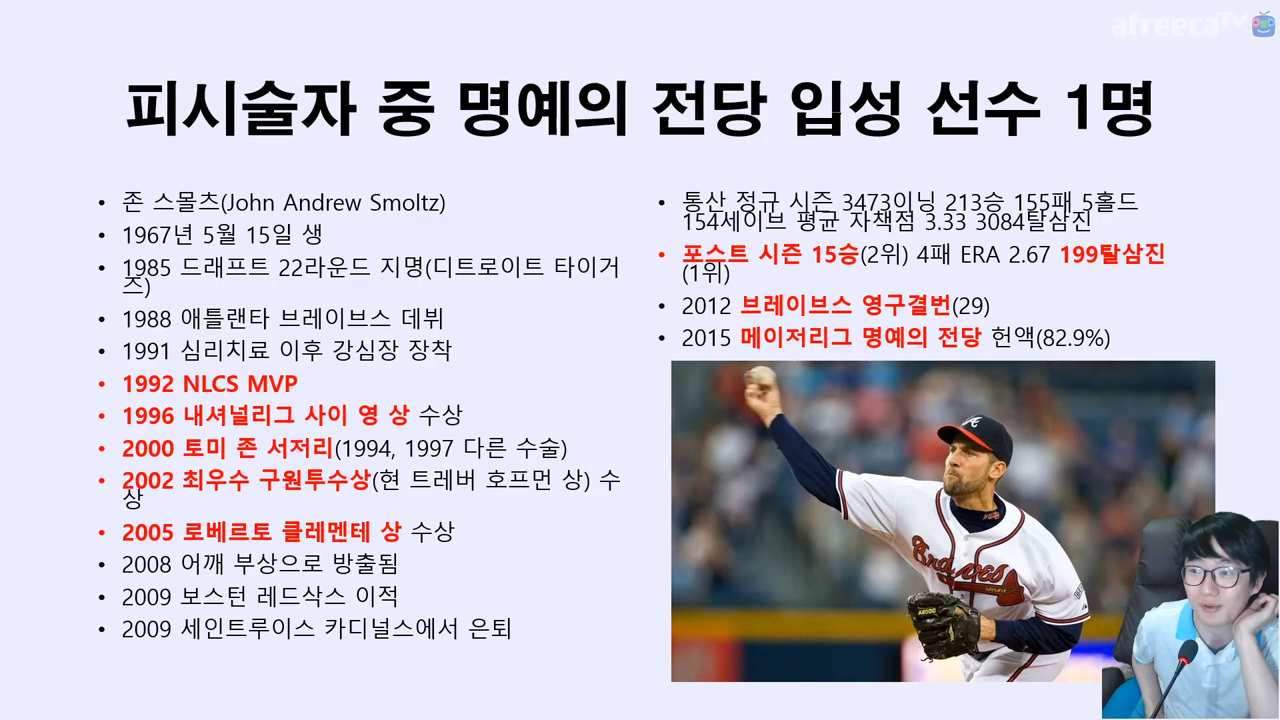 afreecaTV
피시술자 중 명예의 전당 입성 선수 1명
• 존 스몰츠(John Andrew Smoltz)
• 1967년 5월 15일 생
• 1985 드래프트 22라운드 지명(디트로이트 타이거
즈)
• 1988 애틀랜타 브레이브스 데뷔
• 1991 심리치료 이후 강심장 장착
• 1992 NLCS MVP
• 1996 내셔널리그 사이 영 상 수상
• 2000 토미 존 서저리(1994, 1997 다른 수술)
• 2002 최우수 구원투수상(현 트레버 호프먼 상) 수
상
• 2005 로베르토 클레멘테 상 수상
• 2008 어깨 부상으로 방출됨
• 2009 보스턴 레드삭스 이적
• 2009 세인트루이스 카디널스에서 은퇴
• 통산 정규 시즌 3473이닝 213승 155패 5홀드
154세이브 평균 자책점 3.33 3084탈삼진
• 포스트 시즌 15승(2위) 4패 ERA 2.67 199탈삼진
(1위)
• 2012 브레이브스 영구결번(29)
• 2015 메이저리그 명예의 전당 헌액(82.9%)
A
Braves